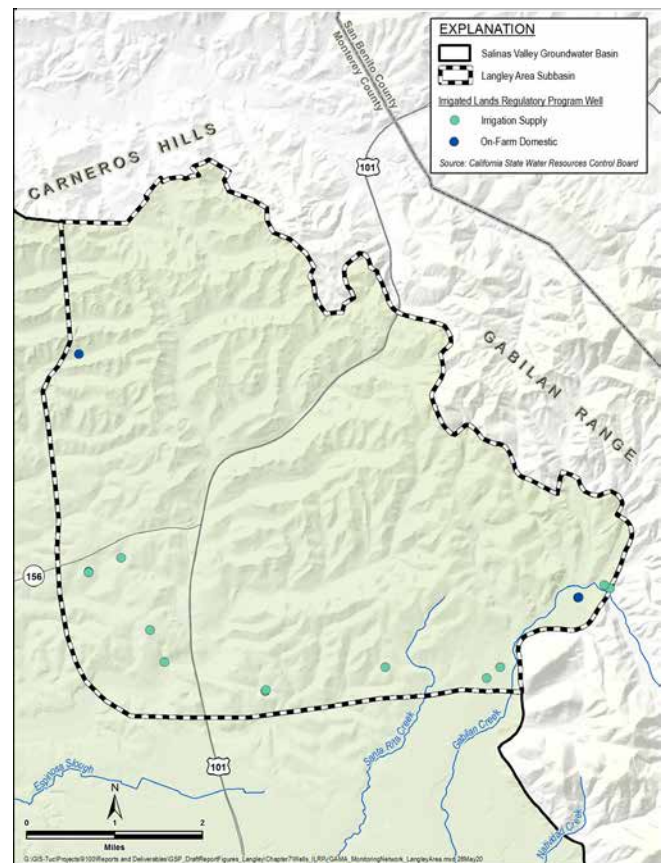 EXPLANATION
Salinas Valley Groundwater Basin
Langley Area Subbasin
Irrigated Lands Regulatory Program Well
Irrigation Supply
On-Farm Domestic
Source: California State Water Resources Control Board
San Benito County
Monterey County
CARNEROS HILLS
101
GABILAN RANGE
156
Santa Rita Creek
Gabilan Creek
Espinosa Slough
101
Natividad Creek
N
0 1 2
Miles